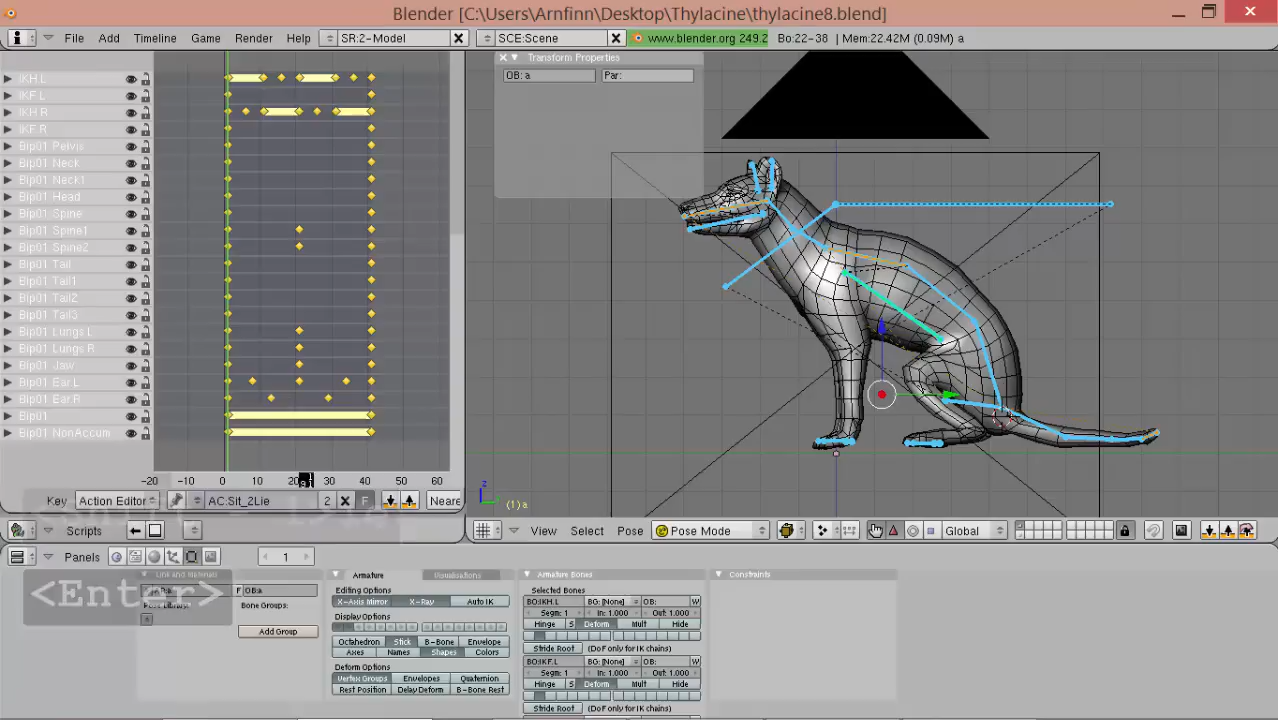 Blender [C:\Users\Arnfinn\Desktop\Thylacine\thylacine8.blend]
File Add Timeline Game Render Help SR:2-Model SCE:Scene www.blender.org 249.2 Bo:22-38 | Mem:22.42M (0.09M) a
Transform Properties
OB: a Par:
IKH L
IKF L
IKH R
IKF R
Bip01 Pelvis
Bip01 Neck
Bip01 Neck1
Bip01 Head
Bip01 Spine
Bip01 Spine1
Bip01 Spine2
Bip01 Tail
Bip01 Tail1
Bip01 Tail2
Bip01 Tail3
Bip01 Lungs L
Bip01 Lungs R
Bip01 Jaw
Bip01 Ear L
Bip01 Ear R
Bip01
Bip01 NonAccum
-20 -10 0 10 30 40 50 60
z
(1) a
Key Action Editor AC:Sit_2Lie 2 F Neare
Scripts
View Select Pose Pose Mode Global
Panels 1
Link and Materials
F OB:a
Bone Groups:
Add Group
<Enter>
Armature Visualisations
Editing Options
X-Axis Mirror X-Ray Auto IK
Display Options
Octahedron Stick B-Bone Envelope
Axes Names Shapes Colors
Deform Options
Vertex Groups Envelopes Quaternion
Rest Position Delay Deform B-Bone Rest
Armature Bones
Selected Bones
BO:IKH.L BG: [None] OB: W
Segm: 1 In: 1.000 Out: 1.000
Hinge S Deform Mult Hide
Stride Root (DoF only for IK chains)
BO:IKF.L BG: [None] OB: W
Segm: 1 In: 1.000 Out: 1.000
Hinge S Deform Mult Hide
Stride Root (DoF only for IK chains)
Constraints